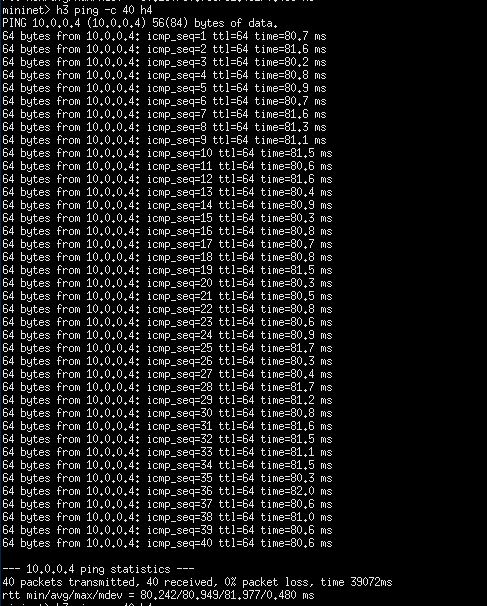 mininet> h3 ping -c 40 h4
PING 10.0.0.4 (10.0.0.4) 56(84) bytes of data.
64 bytes from 10.0.0.4: icmp_seq=1 ttl=64 time=80.7 ms
64 bytes from 10.0.0.4: icmp_seq=2 ttl=64 time=81.6 ms
64 bytes from 10.0.0.4: icmp_seq=3 ttl=64 time=80.2 ms
64 bytes from 10.0.0.4: icmp_seq=4 ttl=64 time=80.8 ms
64 bytes from 10.0.0.4: icmp_seq=5 ttl=64 time=80.9 ms
64 bytes from 10.0.0.4: icmp_seq=6 ttl=64 time=80.7 ms
64 bytes from 10.0.0.4: icmp_seq=7 ttl=64 time=81.6 ms
64 bytes from 10.0.0.4: icmp_seq=8 ttl=64 time=81.3 ms
64 bytes from 10.0.0.4: icmp_seq=9 ttl=64 time=81.1 ms
64 bytes from 10.0.0.4: icmp_seq=10 ttl=64 time=81.5 ms
64 bytes from 10.0.0.4: icmp_seq=11 ttl=64 time=80.6 ms
64 bytes from 10.0.0.4: icmp_seq=12 ttl=64 time=81.6 ms
64 bytes from 10.0.0.4: icmp_seq=13 ttl=64 time=80.4 ms
64 bytes from 10.0.0.4: icmp_seq=14 ttl=64 time=80.9 ms
64 bytes from 10.0.0.4: icmp_seq=15 ttl=64 time=80.3 ms
64 bytes from 10.0.0.4: icmp_seq=16 ttl=64 time=80.8 ms
64 bytes from 10.0.0.4: icmp_seq=17 ttl=64 time=80.7 ms
64 bytes from 10.0.0.4: icmp_seq=18 ttl=64 time=80.8 ms
64 bytes from 10.0.0.4: icmp_seq=19 ttl=64 time=81.5 ms
64 bytes from 10.0.0.4: icmp_seq=20 ttl=64 time=80.3 ms
64 bytes from 10.0.0.4: icmp_seq=21 ttl=64 time=80.5 ms
64 bytes from 10.0.0.4: icmp_seq=22 ttl=64 time=80.8 ms
64 bytes from 10.0.0.4: icmp_seq=23 ttl=64 time=80.6 ms
64 bytes from 10.0.0.4: icmp_seq=24 ttl=64 time=80.9 ms
64 bytes from 10.0.0.4: icmp_seq=25 ttl=64 time=81.7 ms
64 bytes from 10.0.0.4: icmp_seq=26 ttl=64 time=80.3 ms
64 bytes from 10.0.0.4: icmp_seq=27 ttl=64 time=80.4 ms
64 bytes from 10.0.0.4: icmp_seq=28 ttl=64 time=81.7 ms
64 bytes from 10.0.0.4: icmp_seq=29 ttl=64 time=81.2 ms
64 bytes from 10.0.0.4: icmp_seq=30 ttl=64 time=80.8 ms
64 bytes from 10.0.0.4: icmp_seq=31 ttl=64 time=81.6 ms
64 bytes from 10.0.0.4: icmp_seq=32 ttl=64 time=81.5 ms
64 bytes from 10.0.0.4: icmp_seq=33 ttl=64 time=81.1 ms
64 bytes from 10.0.0.4: icmp_seq=34 ttl=64 time=81.5 ms
64 bytes from 10.0.0.4: icmp_seq=35 ttl=64 time=80.3 ms
64 bytes from 10.0.0.4: icmp_seq=36 ttl=64 time=82.0 ms
64 bytes from 10.0.0.4: icmp_seq=37 ttl=64 time=80.6 ms
64 bytes from 10.0.0.4: icmp_seq=38 ttl=64 time=81.0 ms
64 bytes from 10.0.0.4: icmp_seq=39 ttl=64 time=80.6 ms
64 bytes from 10.0.0.4: icmp_seq=40 ttl=64 time=80.6 ms
--- 10.0.0.4 ping statistics ---
40 packets transmitted, 40 received, 0% packet loss, time 39072ms
rtt min/avg/max/mdev = 80.242/80.949/81.977/0.480 ms